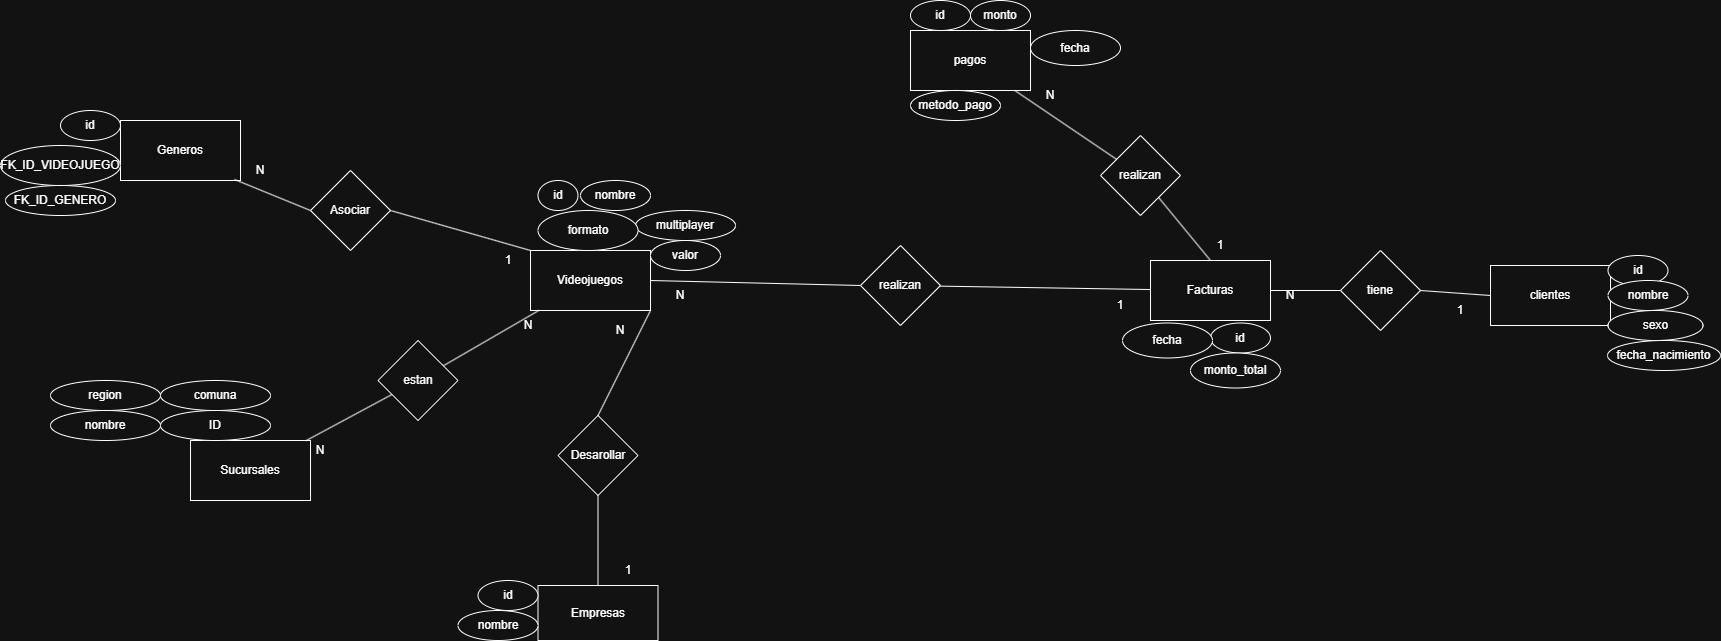 id
monto
pagos
fecha
metodo_pago
N
realizan
1
id
Generos
FK_ID_VIDEOJUEGO
FK_ID_GENERO
N
Asociar
1
id
nombre
formato
multiplayer
valor
Videojuegos
N
realizan
1
Facturas
fecha
id
monto_total
N
tiene
1
clientes
id
nombre
sexo
fecha_nacimiento
N
N
estan
region
comuna
nombre
ID
N
Sucursales
Desarollar
1
id
nombre
Empresas